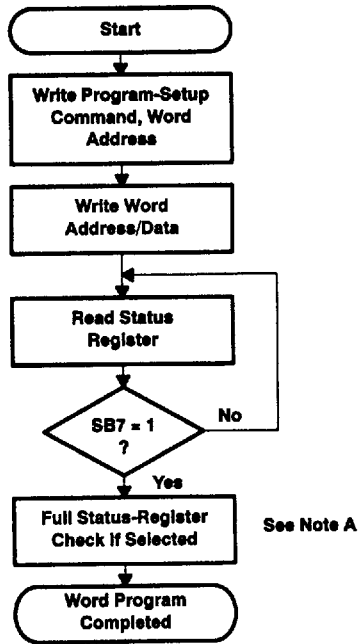 Start
Write Program-Setup
Command, Word
Address
Write Word
Address/Data
Read Status
Register
SB7 = 1
?
No
Yes
Full Status-Register
Check if Selected
See Note A
Word Program
Completed